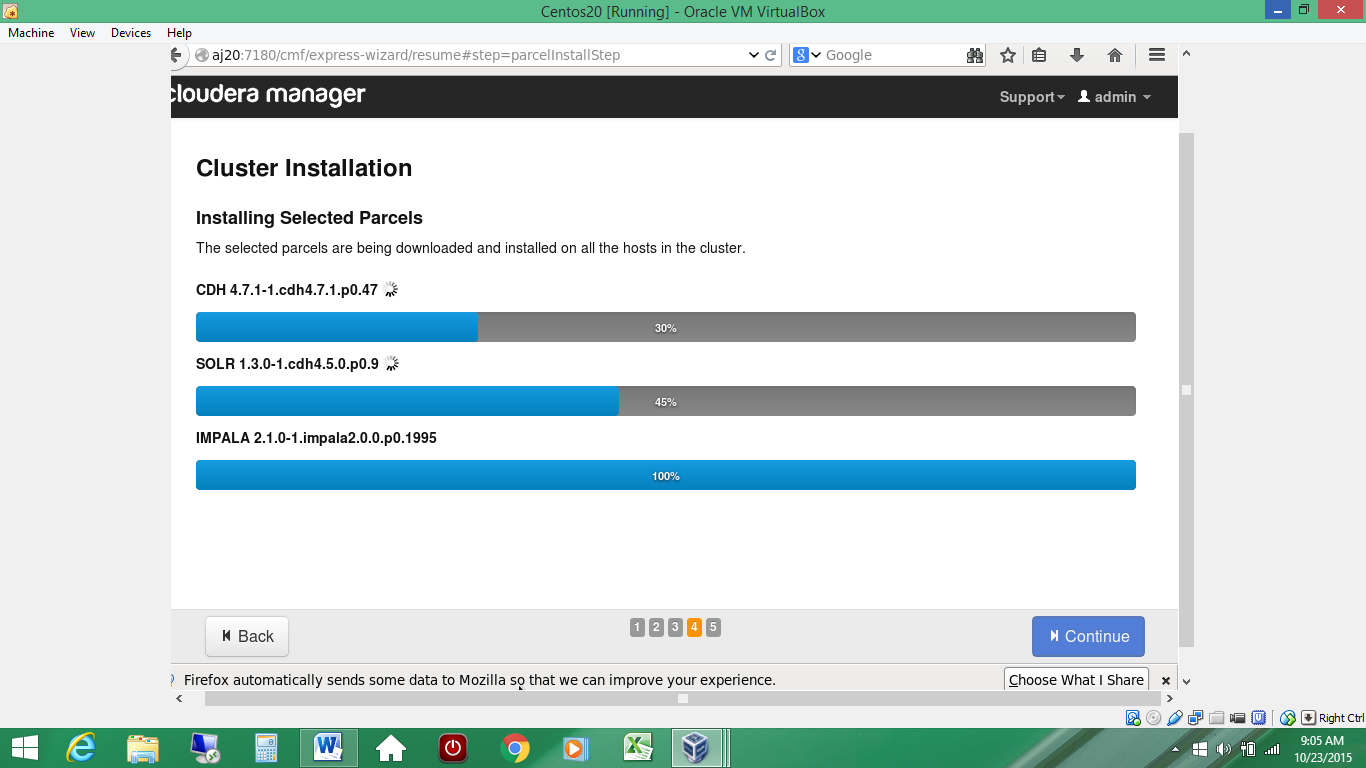 Centos20 [Running] - Oracle VM VirtualBox
Machine View Devices Help
aj20:7180/cmf/express-wizard/resume#step=parcelInstallStep
Google
cloudera manager
Support admin
Cluster Installation
Installing Selected Parcels
The selected parcels are being downloaded and installed on all the hosts in the cluster.
CDH 4.7.1-1.cdh4.7.1.p0.47
30%
SOLR 1.3.0-1.cdh4.5.0.p0.9
45%
IMPALA 2.1.0-1.impala2.0.0.p0.1995
100%
Back
1 2 3 4 5
Continue
Firefox automatically sends some data to Mozilla so that we can improve your experience.
Choose What I Share
Right Ctrl
9:05 AM
10/23/2015